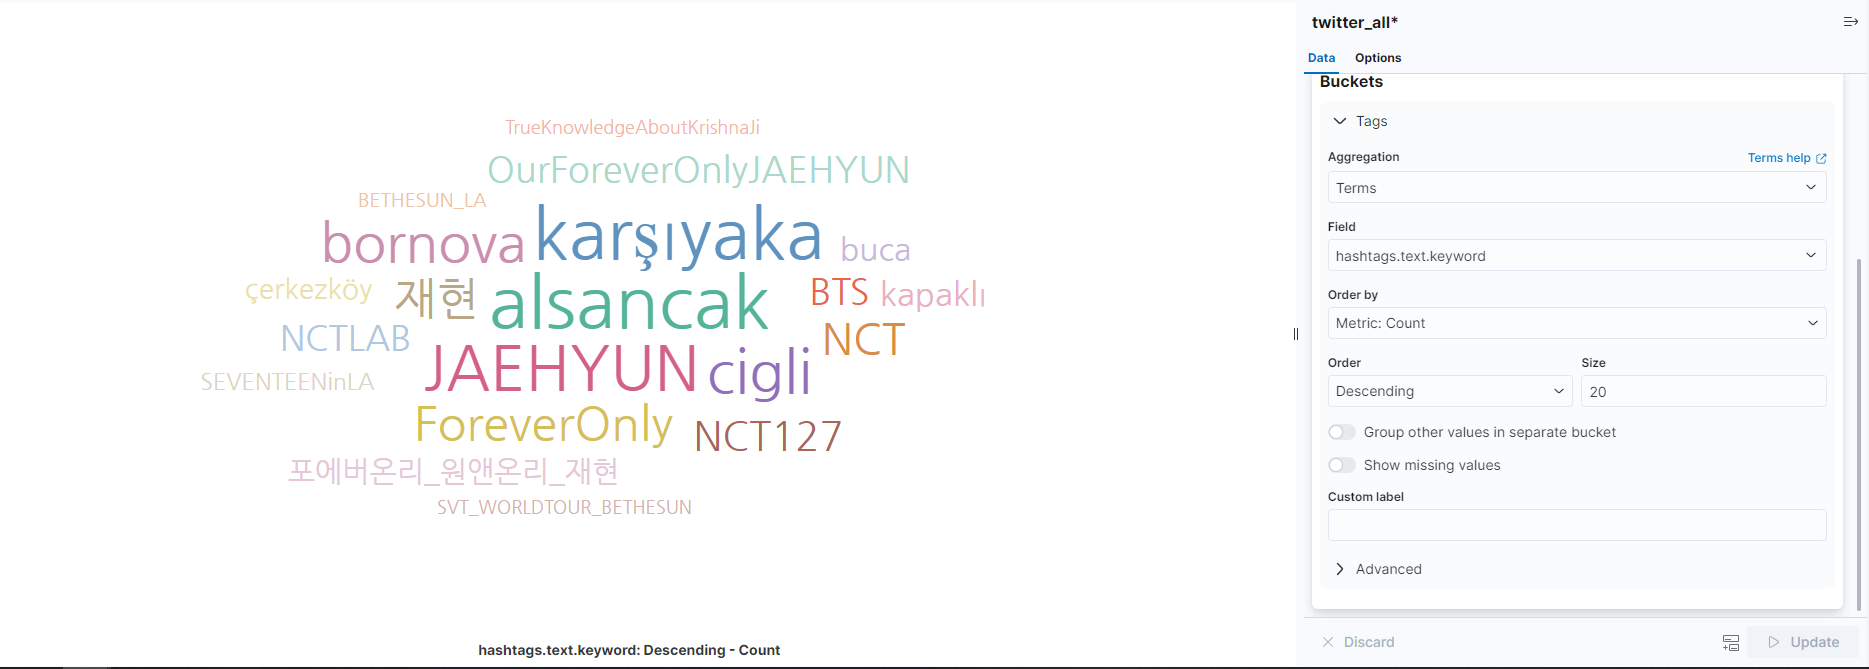 TrueKnowledgeAboutKrishnaJi
OurForeverOnlyJAEHYUN
BETHESUN_LA
bornova karşıyaka buca
çerkezköy 재현 alsancak BTS kapaklı
NCTLAB JAEHYUN cigli NCT
SEVENTEENinLA
ForeverOnly NCT127
포에버온리_원앤온리_재현
SVT_WORLDTOUR_BETHESUN
hashtags.text.keyword: Descending - Count
twitter_all*
Data Options
Buckets
Tags
Aggregation Terms help
Terms
Field
hashtags.text.keyword
Order by
Metric: Count
Order Size
Descending 20
Group other values in separate bucket
Show missing values
Custom label
Advanced
Discard Update